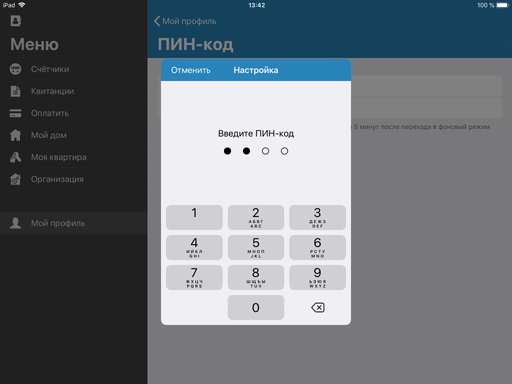 iPad 13:42 100 %
Мой профиль
Меню
ПИН-код
Счётчики
Квитанции
Оплатить
Мой дом
Моя квартира
Организация
Мой профиль
5 минут после перехода в фоновый режим
Отменить Настройка
Введите ПИН-код
1 2 3
АБВГ ДЕЖЗ
ABC DEF
4 5 6
ИЙКЛ МНОП РСТУ
GHI JKL MNO
7 8 9
ФХЦЧ ШЩЪЫ ЬЭЮЯ
PQRS TUV WXYZ
0